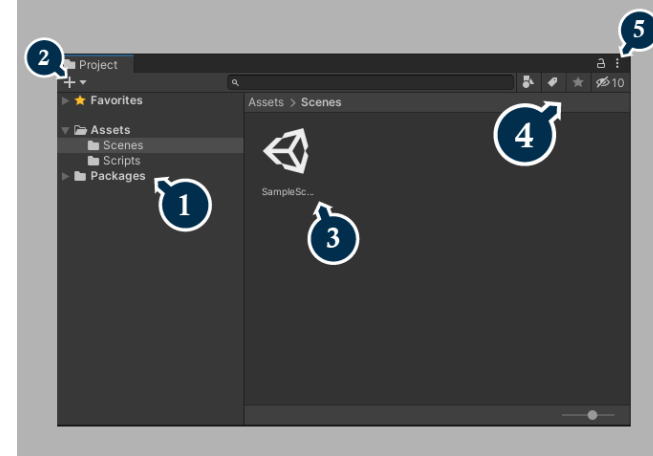 5
2
Project
10
Favorites
Assets > Scenes
4
Assets
Scenes
Scripts
Packages
1
SampleSc...
3